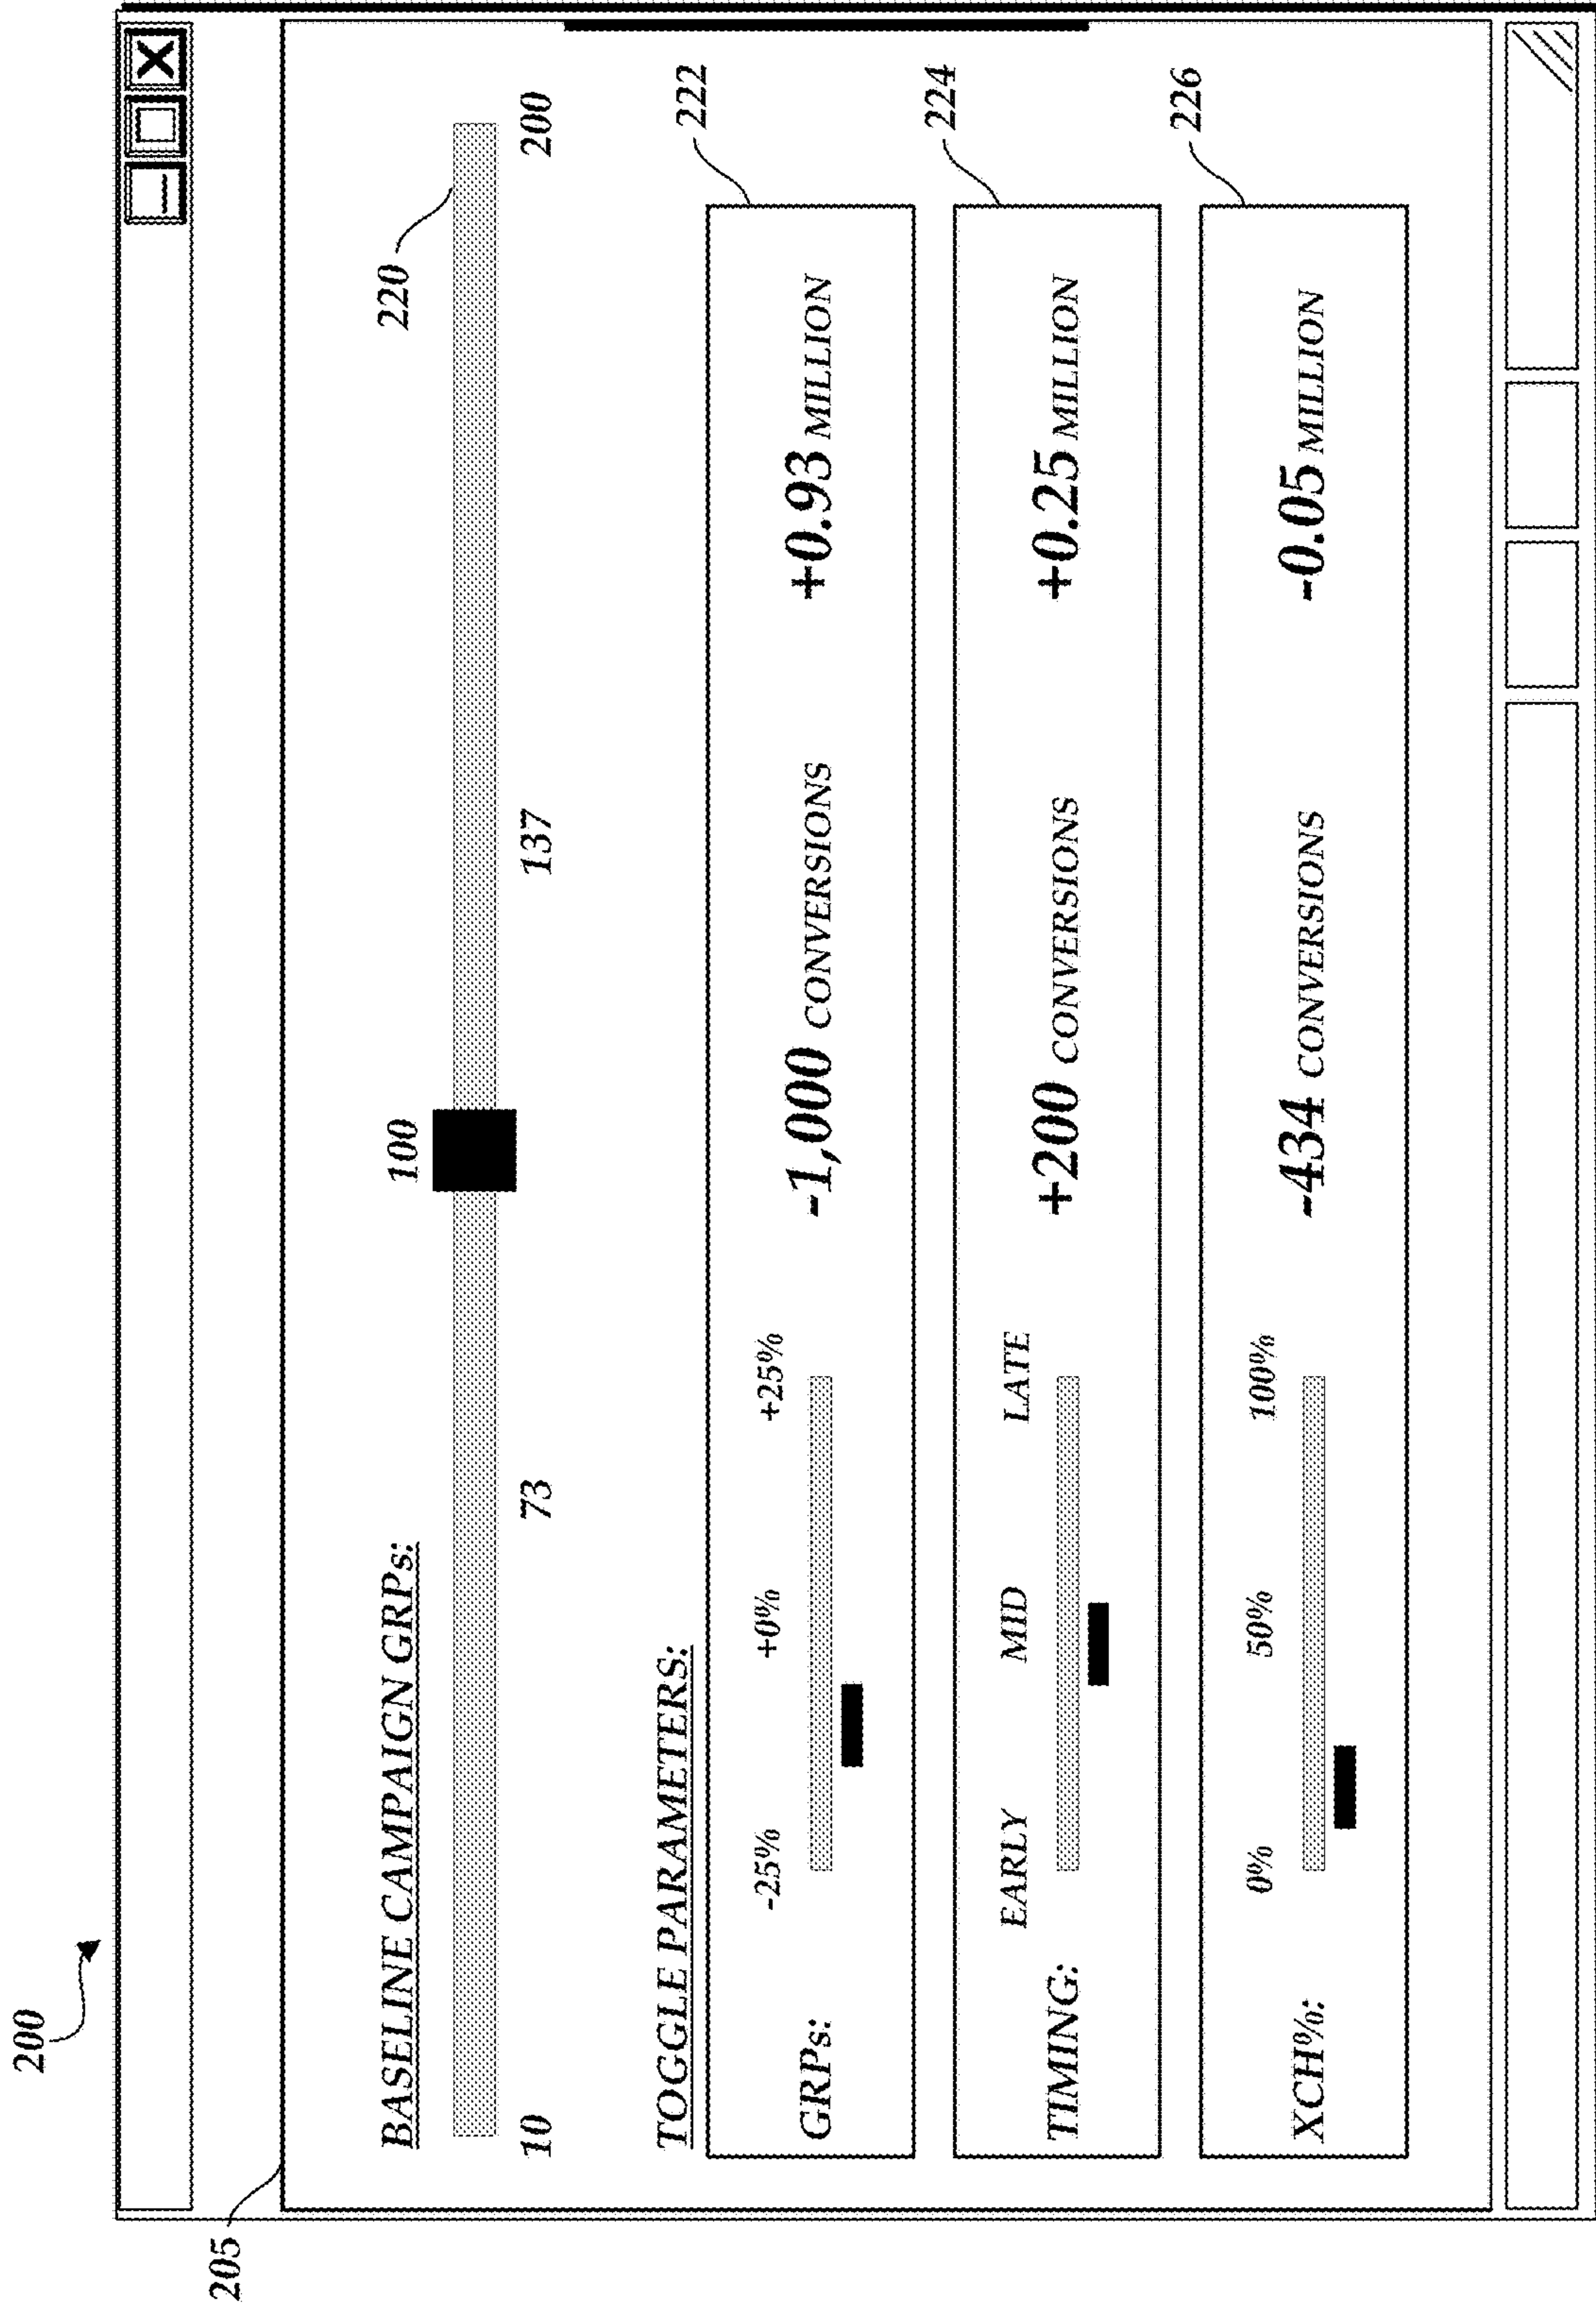 200
205
BASELINE CAMPAIGN GRPs:
100
220
10 73 137 200
TOGGLE PARAMETERS:
222
-25% +0% +25%
GRPs: -1,000 CONVERSIONS +0.93 MILLION
224
EARLY MID LATE
TIMING: +200 CONVERSIONS +0.25 MILLION
226
0% 50% 100%
XCH%: -434 CONVERSIONS -0.05 MILLION